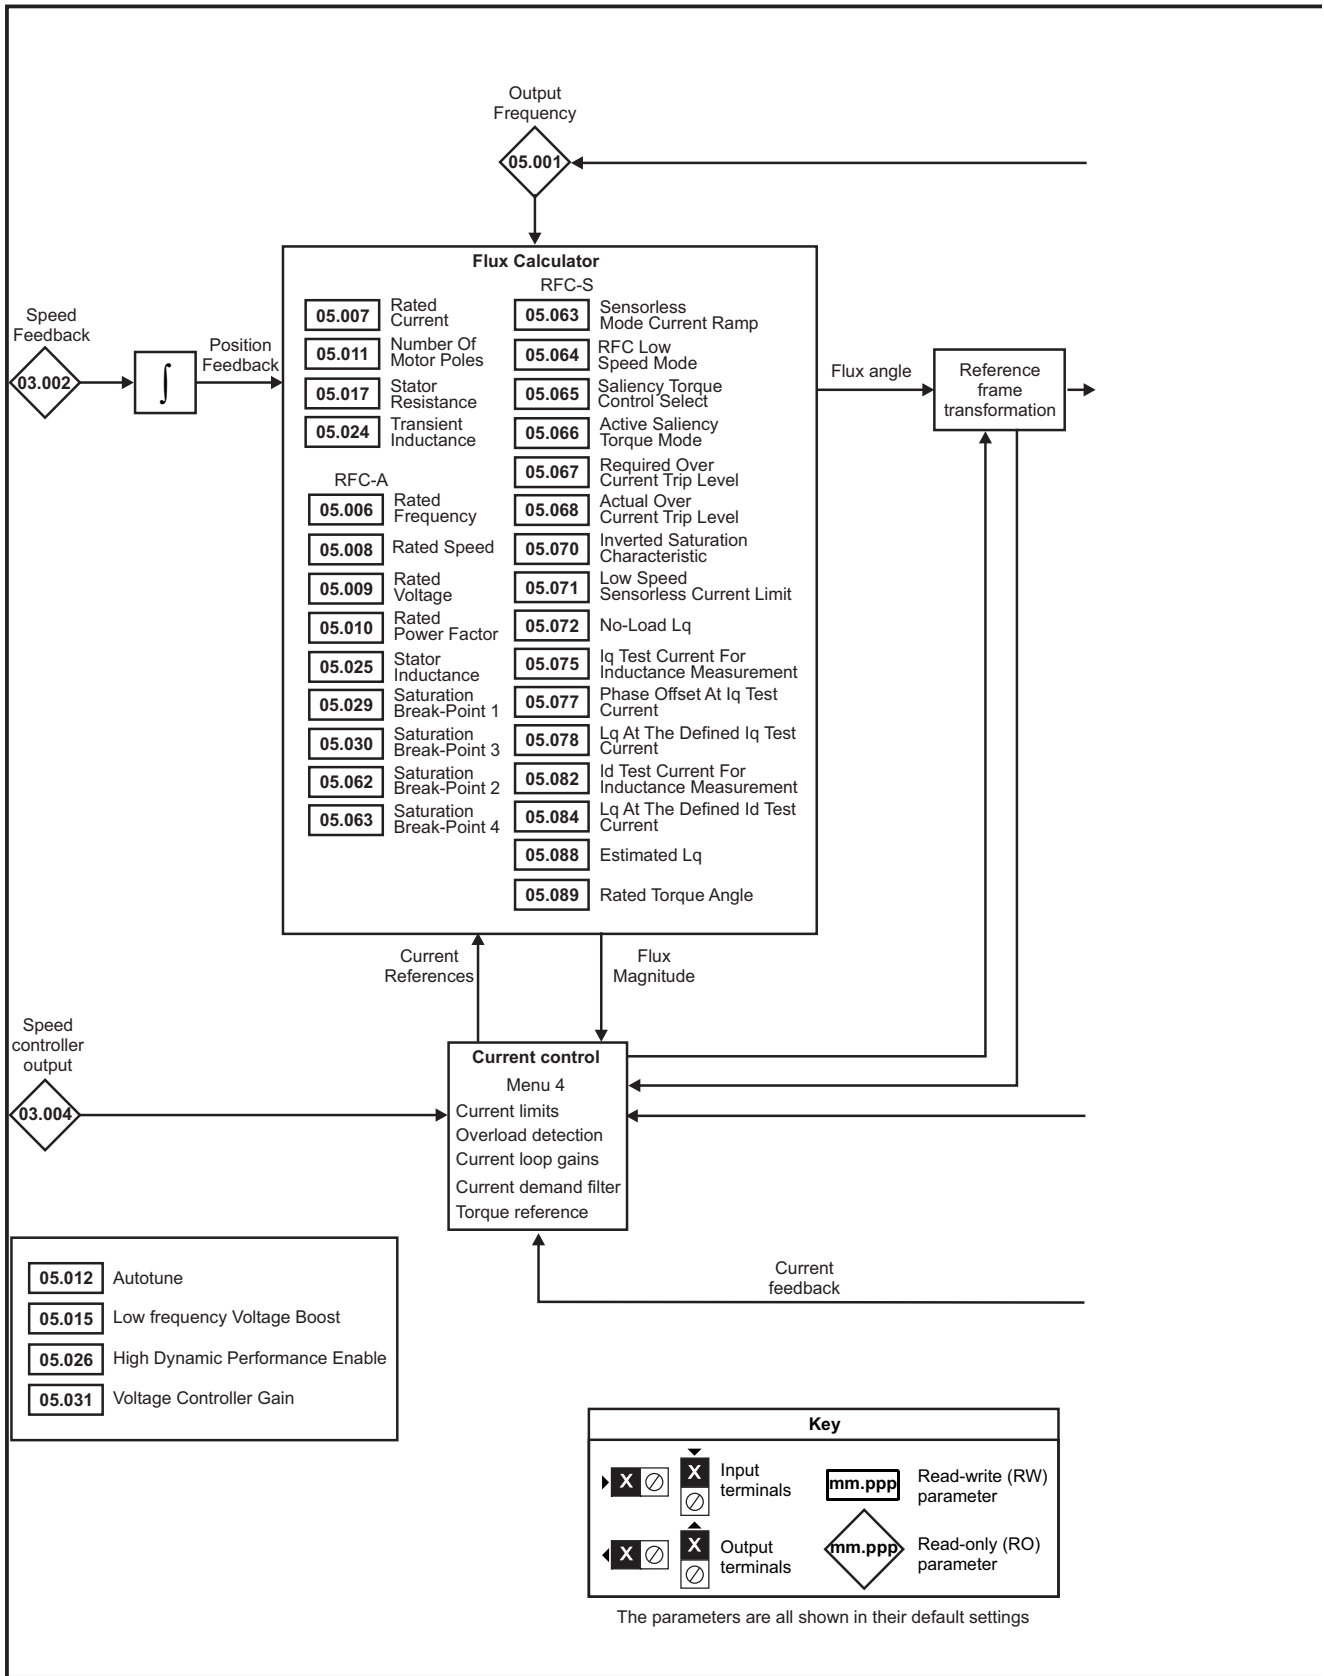 Output
Frequency
05.001
Flux Calculator
RFC-S
05.007
Rated
Current
05.011
Number Of
Motor Poles
05.017
Stator
Resistance
05.024
Transient
Inductance
RFC-A
05.006
Rated
Frequency
05.008
Rated Speed
05.009
Rated
Voltage
05.010
Rated
Power Factor
05.025
Stator
Inductance
05.029
Saturation
Break-Point 1
05.030
Saturation
Break-Point 3
05.062
Saturation
Break-Point 2
05.063
Saturation
Break-Point 4
05.063
Sensorless
Mode Current Ramp
05.064
RFC Low
Speed Mode
05.065
Saliency Torque
Control Select
05.066
Active Saliency
Torque Mode
05.067
Required Over
Current Trip Level
05.068
Actual Over
Current Trip Level
05.070
Inverted Saturation
Characteristic
05.071
Low Speed
Sensorless Current Limit
05.072
No-Load Lq
05.075
Iq Test Current For
Inductance Measurement
05.077
Phase Offset At Iq Test
Current
05.078
Lq At The Defined Iq Test
Current
05.082
Id Test Current For
Inductance Measurement
05.084
Lq At The Defined Id Test
Current
05.088
Estimated Lq
05.089
Rated Torque Angle
Speed
Feedback
03.002
∫
Position
Feedback
Flux angle
Reference
frame
transformation
Current
References
Flux
Magnitude
Speed
controller
output
03.004
Current control
Menu 4
Current limits
Overload detection
Current loop gains
Current demand filter
Torque reference
Current
feedback
05.012
Autotune
05.015
Low frequency Voltage Boost
05.026
High Dynamic Performance Enable
05.031
Voltage Controller Gain
Key
X
X
Input
terminals
mm.ppp
Read-write (RW)
parameter
X
X
Output
terminals
mm.ppp
Read-only (RO)
parameter
The parameters are all shown in their default settings